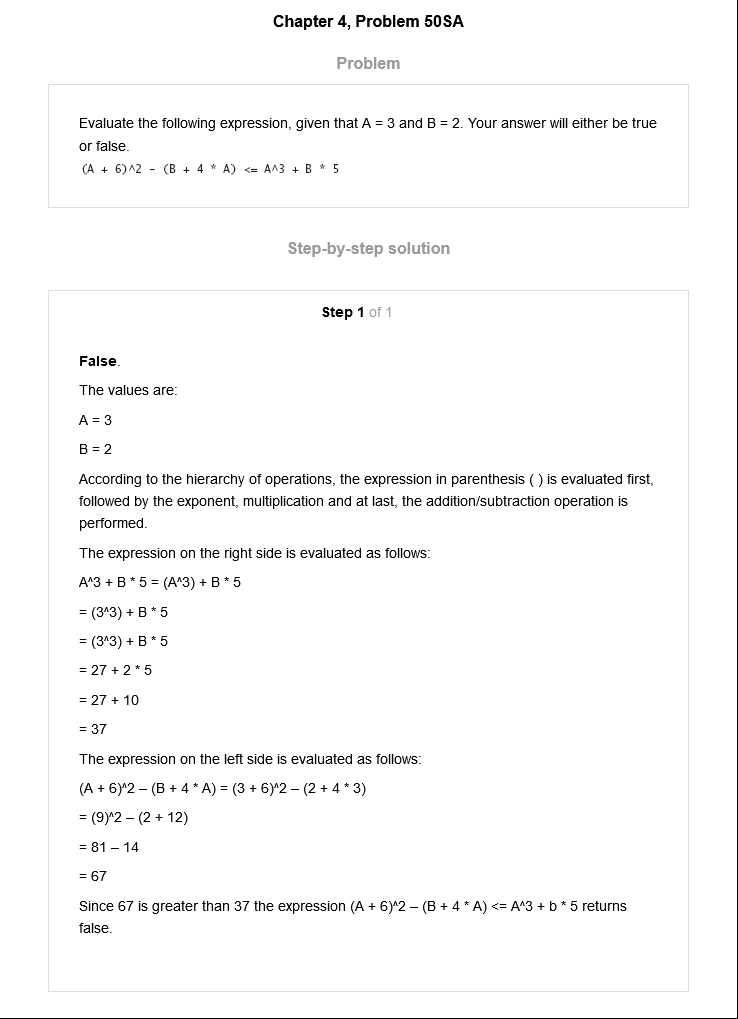 Chapter 4, Problem 50SA
Problem
Evaluate the following expression, given that A = 3 and B = 2. Your answer will either be true
or false.
(A + 6)^2 - (B + 4 * A) <= A^3 + B * 5
Step-by-step solution
Step 1 of 1
False.
The values are:
A = 3
B = 2
According to the hierarchy of operations, the expression in parenthesis ( ) is evaluated first,
followed by the exponent, multiplication and at last, the addition/subtraction operation is
performed.
The expression on the right side is evaluated as follows:
A^3 + B * 5 = (A^3) + B * 5
= (3^3) + B * 5
= (3^3) + B * 5
= 27 + 2 * 5
= 27 + 10
= 37
The expression on the left side is evaluated as follows:
(A + 6)^2 – (B + 4 * A) = (3 + 6)^2 – (2 + 4 * 3)
= (9)^2 – (2 + 12)
= 81 – 14
= 67
Since 67 is greater than 37 the expression (A + 6)^2 – (B + 4 * A) <= A^3 + b * 5 returns
false.